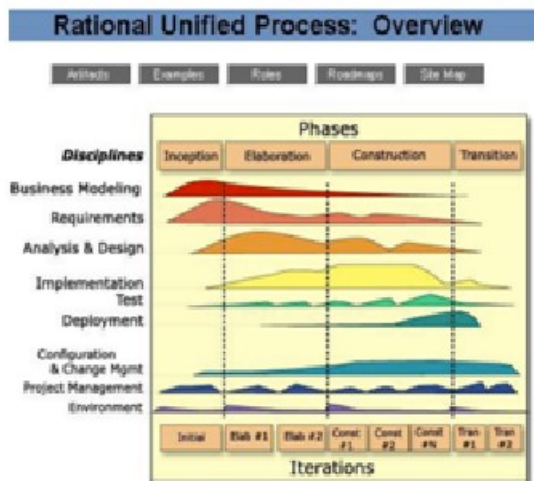 Rational Unified Process: Overview
Artifacts Examples Roles Roadmaps Site Map
Phases
Disciplines Inception Elaboration Construction Transition
Business Modeling
Requirements
Analysis & Design
Implementation
Test
Deployment
Configuration
& Change Mgmt
Project Management
Environment
Initial Elab #1 Elab #2 Const #1 Const #2 Const #N Tran #1 Tran #2
Iterations